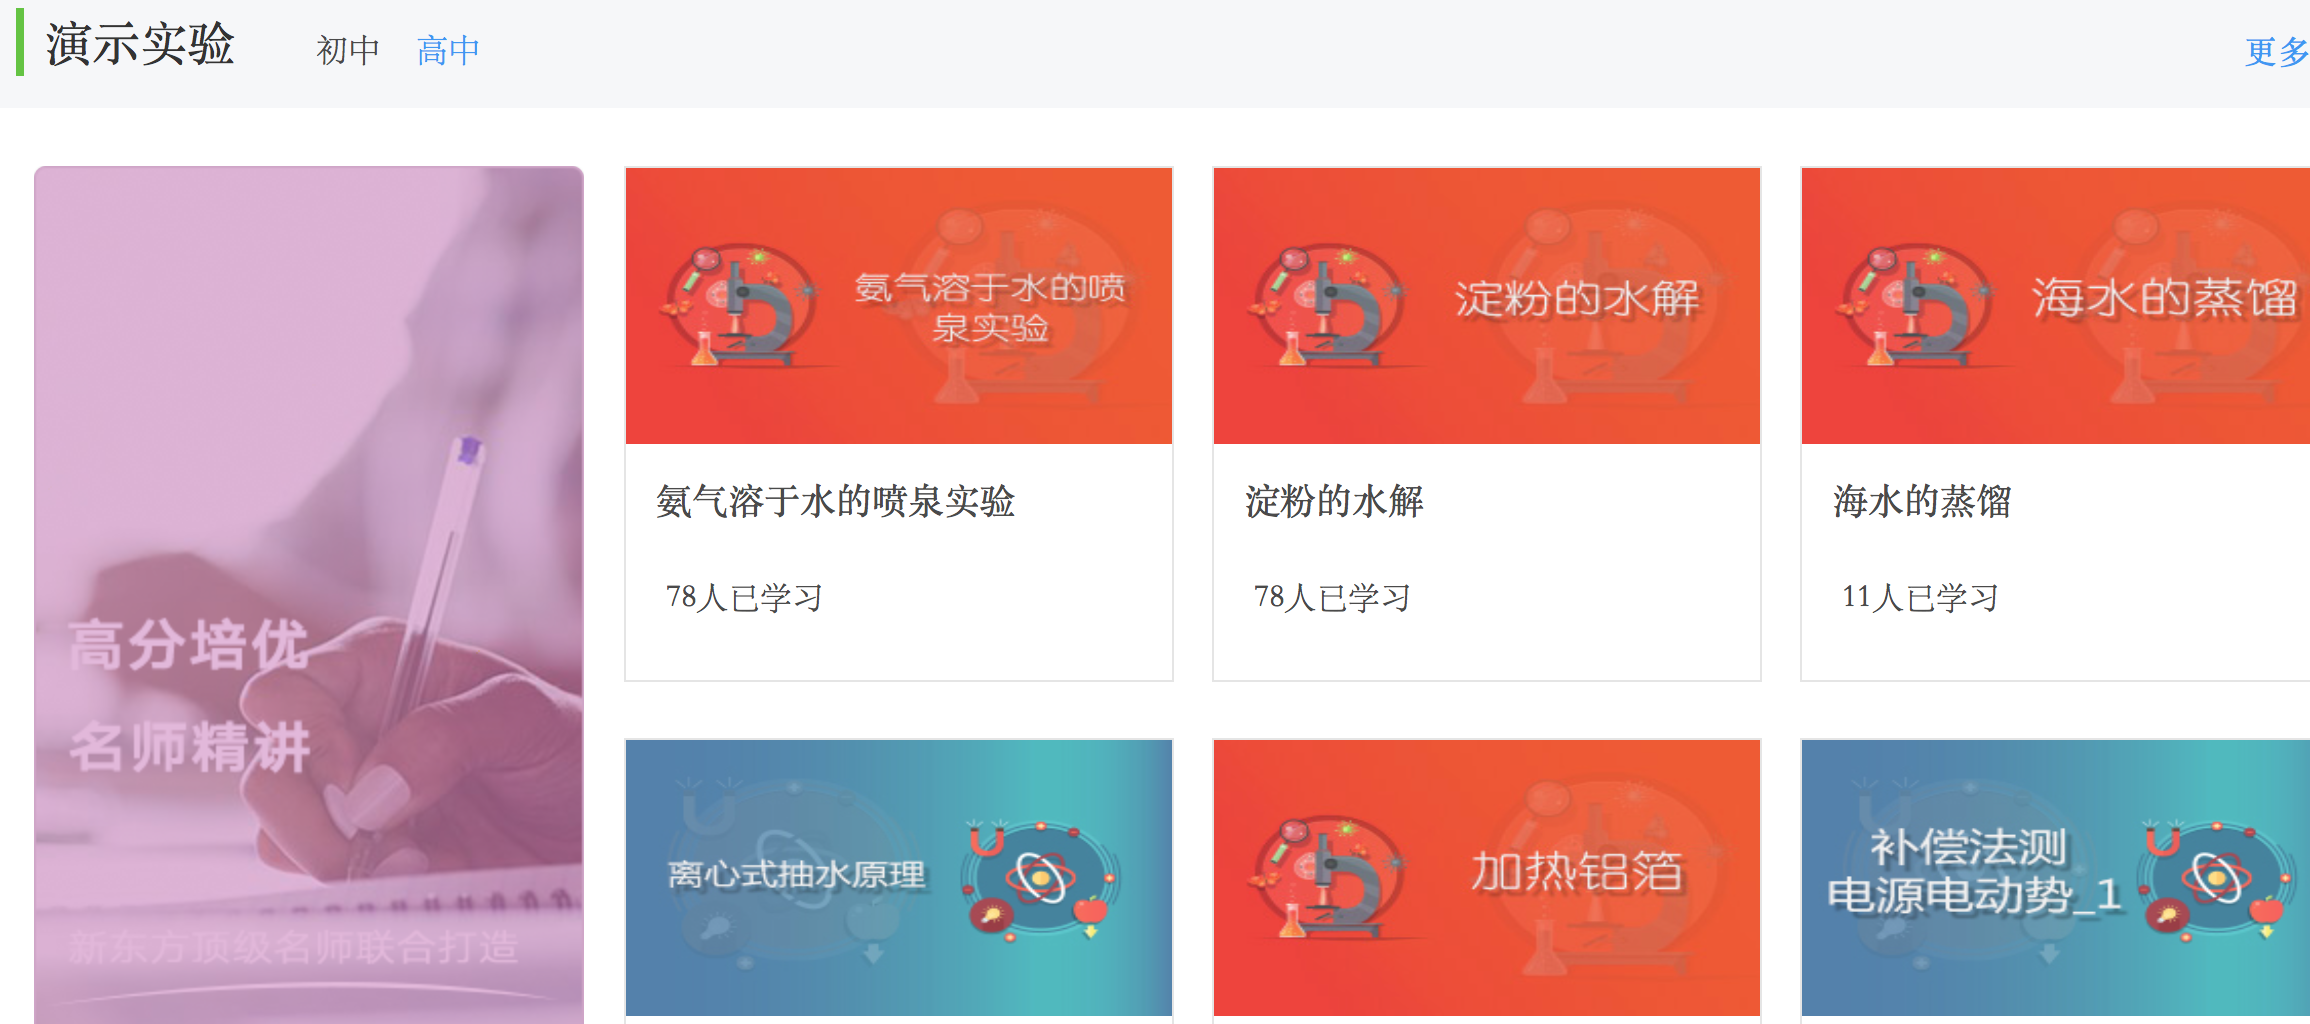 演示实验
初中 高中
更多
高分培优
名师精讲
新东方顶级名师联合打造
氨气溶于水的喷
泉实验
氨气溶于水的喷泉实验
78人已学习
淀粉的水解
淀粉的水解
78人已学习
海水的蒸馏
海水的蒸馏
11人已学习
离心式抽水原理
加热铝箔
补偿法测
电源电动势_1